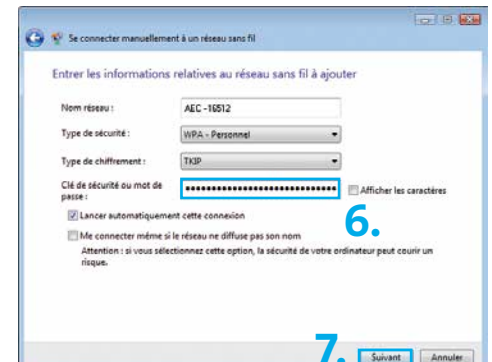 Se connecter manuellement à un réseau sans fil
Entrer les informations relatives au réseau sans fil à ajouter
Nom réseau :
AEC -16512
Type de sécurité :
WPA - Personnel
Type de chiffrement :
TKIP
Clé de sécurité ou mot de
passe :
••••••••••••••••••••••••••••••••
Afficher les caractères
6.
Lancer automatiquement cette connexion
Me connecter même si le réseau ne diffuse pas son nom
Attention : si vous sélectionnez cette option, la sécurité de votre ordinateur peut courir un
risque.
7.
Suivant
Annuler